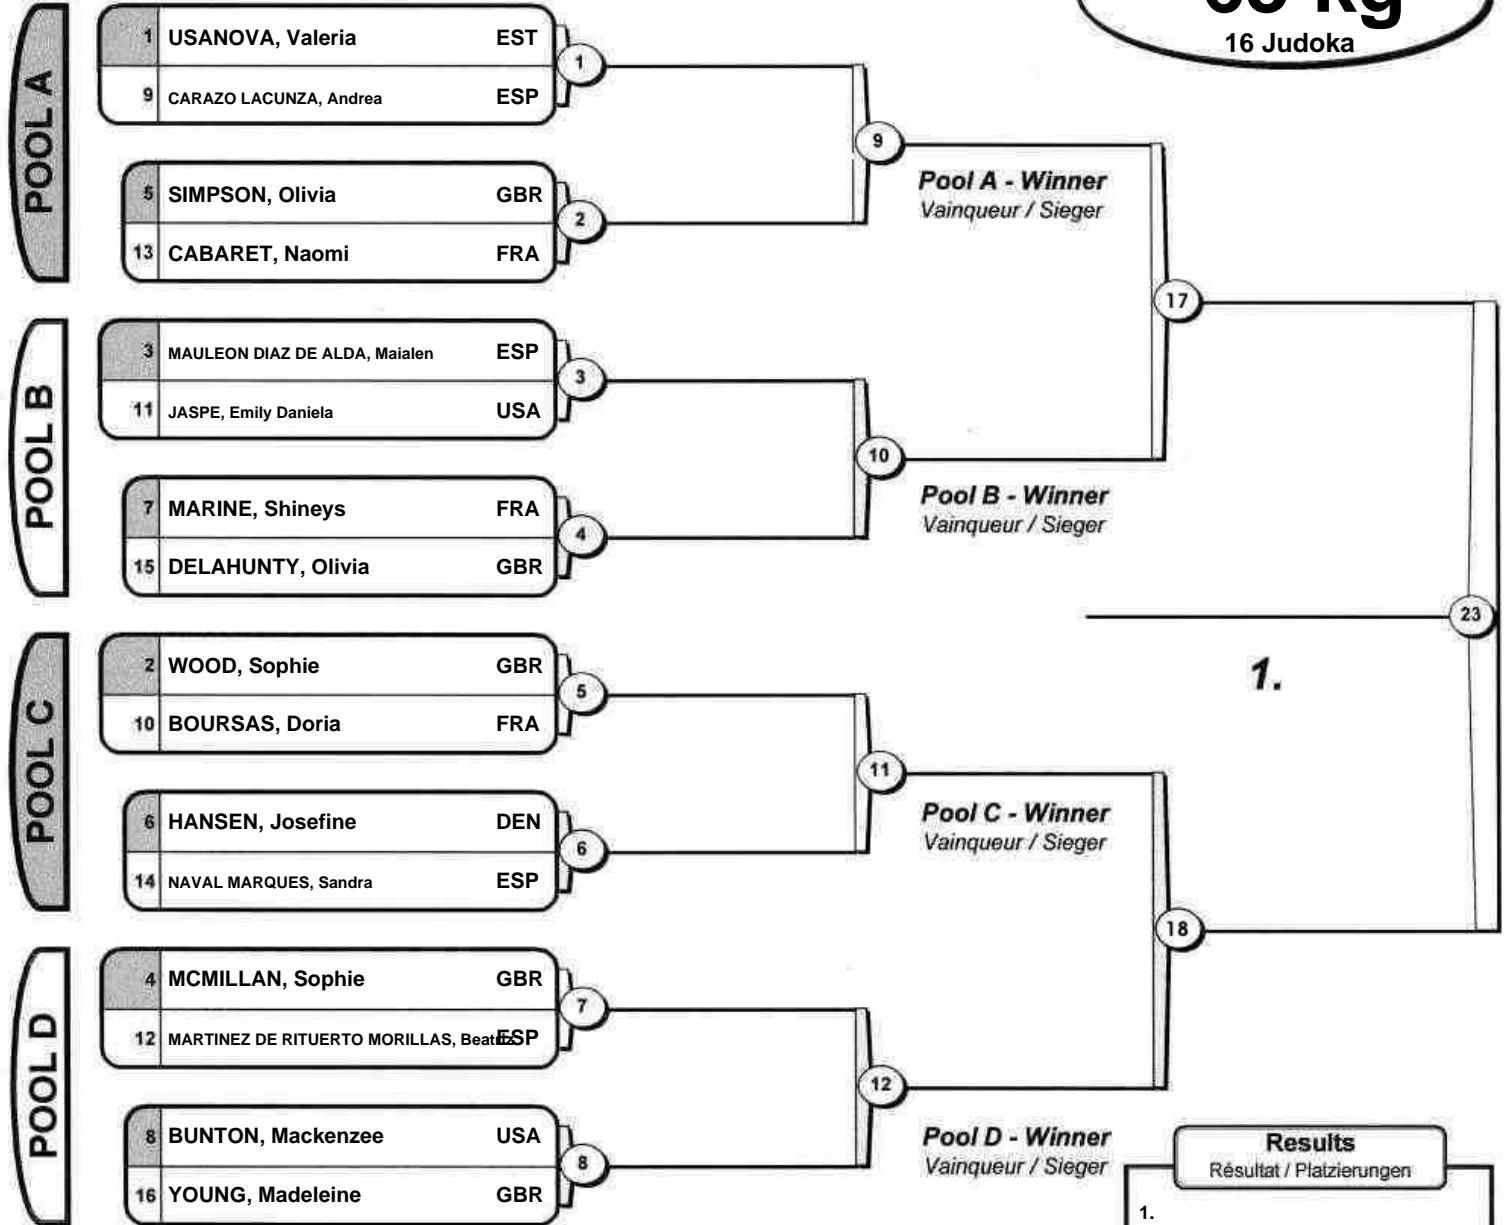 kg
16 Judoka
POOL A
1 USANOVA, Valeria EST
9 CARAZO LACUNZA, Andrea ESP
1
5 SIMPSON, Olivia GBR
13 CABARET, Naomi FRA
2
9
Pool A - Winner
Vainqueur / Sieger
17
POOL B
3 MAULEON DIAZ DE ALDA, Maialen ESP
11 JASPE, Emily Daniela USA
3
7 MARINE, Shineys FRA
15 DELAHUNTY, Olivia GBR
4
10
Pool B - Winner
Vainqueur / Sieger
23
1.
POOL C
2 WOOD, Sophie GBR
10 BOURSAS, Doria FRA
5
6 HANSEN, Josefine DEN
14 NAVAL MARQUES, Sandra ESP
6
11
Pool C - Winner
Vainqueur / Sieger
18
POOL D
4 MCMILLAN, Sophie GBR
12 MARTINEZ DE RITUERTO MORILLAS, Beatriz ESP
7
8 BUNTON, Mackenzee USA
16 YOUNG, Madeleine GBR
8
12
Pool D - Winner
Vainqueur / Sieger
Results
Résultat / Platzierungen
1.